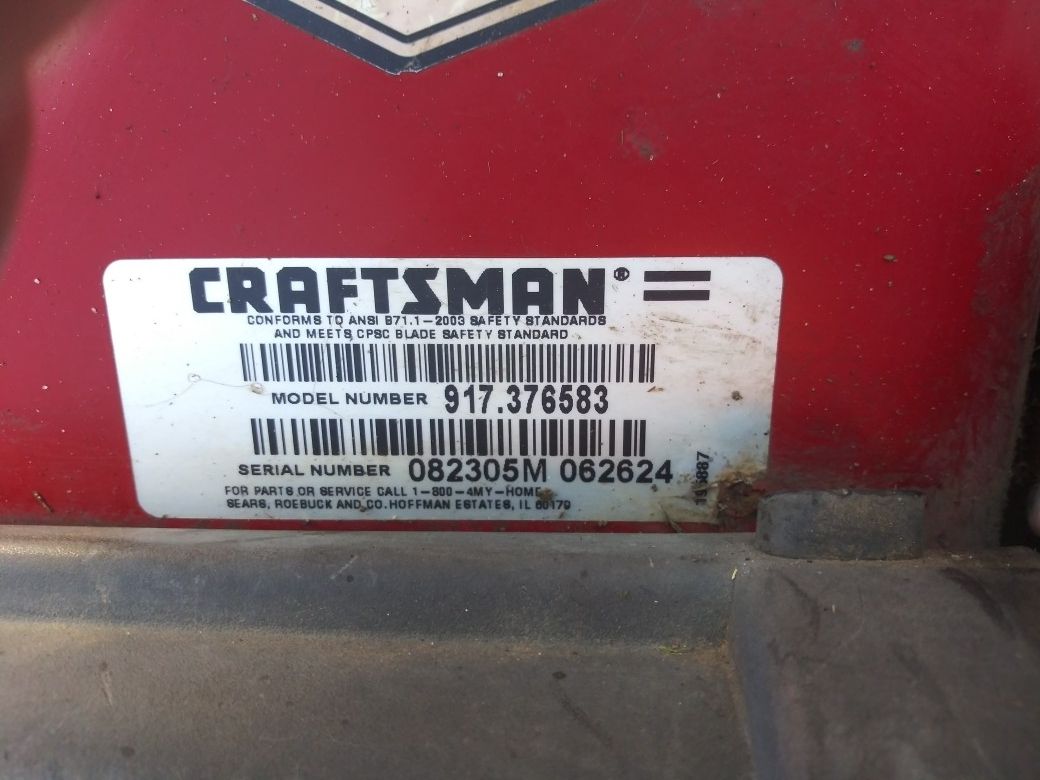 CRAFTSMAN®
CONFORMS TO ANSI B71.1-2003 SAFETY STANDARDS
AND MEETS CPSC BLADE SAFETY STANDARD
MODEL NUMBER 917.376583
SERIAL NUMBER 082305M 062624
FOR PARTS OR SERVICE CALL 1-800-4MY-HOME
SEARS, ROEBUCK AND CO. HOFFMAN ESTATES, IL 60179